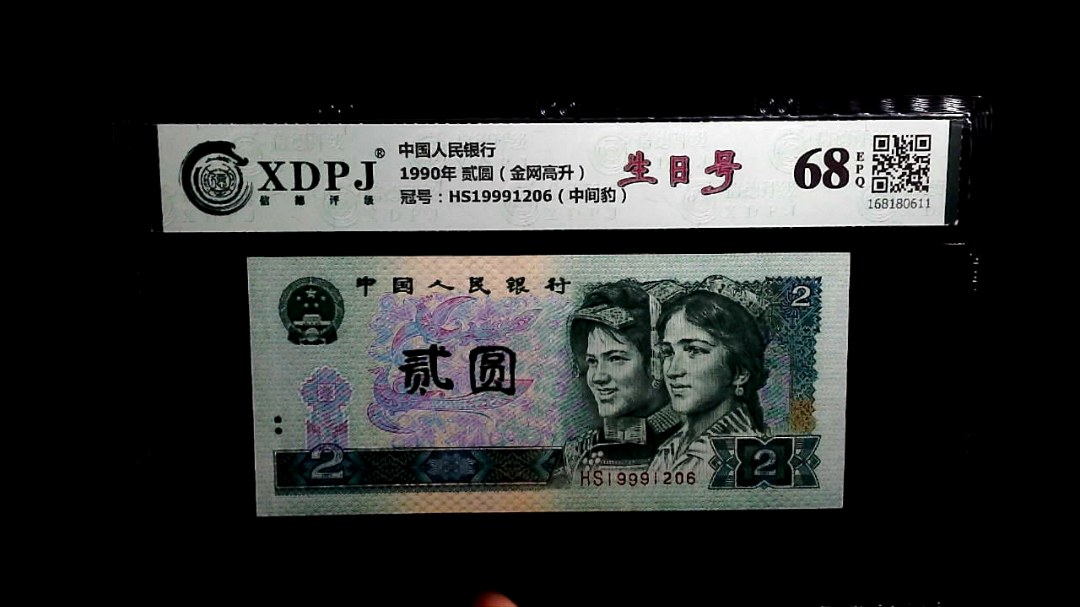 XDPJ®
信德评级
中国人民银行
1990年 贰圆（金网高升）
冠号：HS19991206（中间豹）
生日号
68
EPQ
168180611
中国人民银行
2
贰圆
2
2
HS19991206